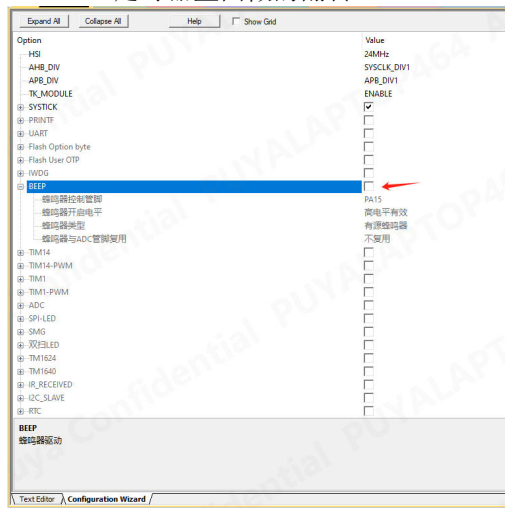 Expand All Collapse All Help Show Grid
Option Value
HSI 24MHz
AHB_DIV SYSCLK_DIV1
APB_DIV APB_DIV1
TK_MODULE ENABLE
SYSTICK
PRINTF
UART
Flash Option byte
Flash User OTP
IWDG
BEEP
蜂鸣器控制管脚 PA15
蜂鸣器开启电平 高电平有效
蜂鸣器类型 有源蜂鸣器
蜂鸣器与ADC管脚复用 不复用
TIM14
TIM14-PWM
TIM1
TIM1-PWM
ADC
SPI-LED
SMG
双扫LED
TM1624
TM1640
IR_RECEIVED
I2C_SLAVE
RTC
BEEP
蜂鸣器驱动
Text Editor Configuration Wizard